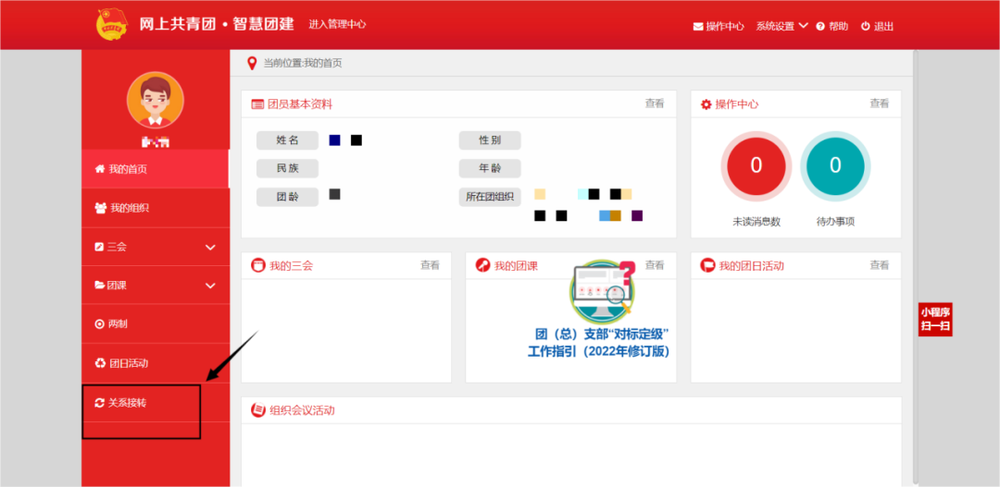 网上共青团·智慧团建 进入管理中心 操作中心 系统设置 帮助 退出
当前位置:我的首页
我的首页
我的组织
三会
团课
两制
团日活动
关系接转
团员基本资料 查看
姓名 性别
民族 年龄
团龄 所在团组织
操作中心 查看
0 0
未读消息数 待办事项
我的三会 查看
我的团课 查看
团（总）支部“对标定级”
工作指引（2022年修订版）
我的团日活动 查看
小程序
扫一扫
组织会议活动